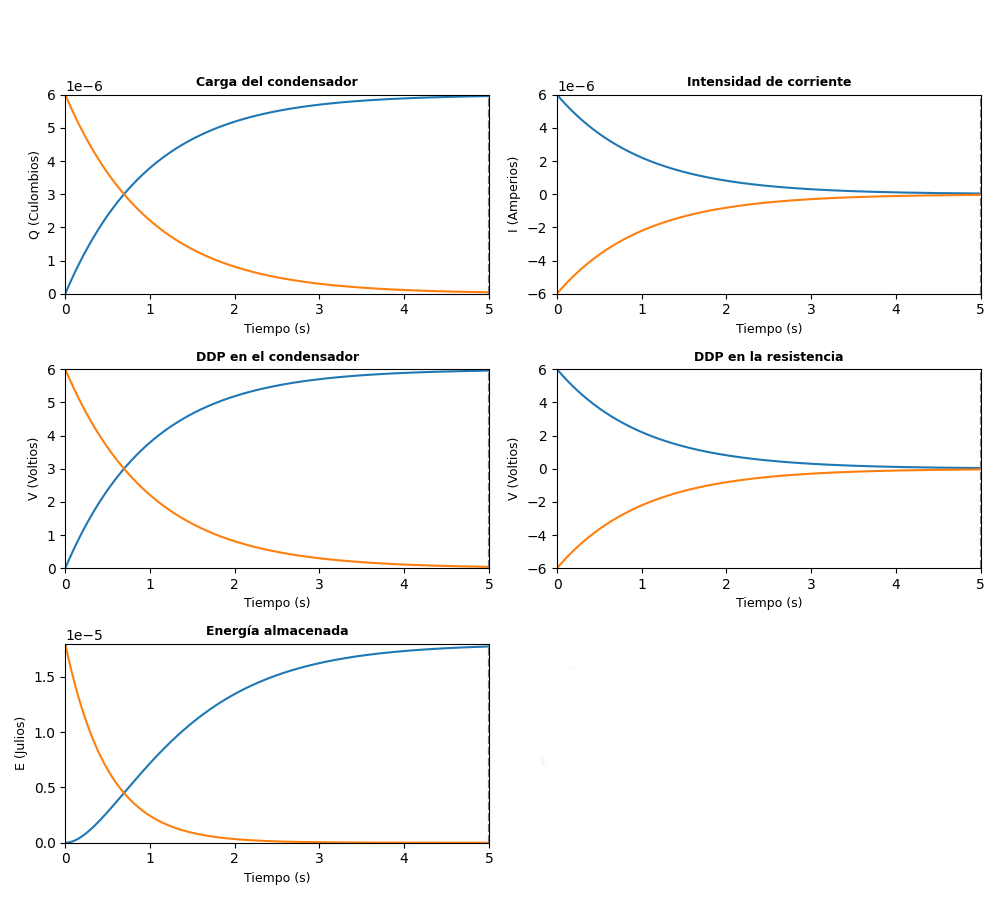 Carga del condensador
1e−6
Q (Culombios)
6
5
4
3
2
1
0
0 1 2 3 4 5
Tiempo (s)
Intensidad de corriente
1e−6
I (Amperios)
6
4
2
0
−2
−4
−6
0 1 2 3 4 5
Tiempo (s)
DDP en el condensador
V (Voltios)
6
5
4
3
2
1
0
0 1 2 3 4 5
Tiempo (s)
DDP en la resistencia
V (Voltios)
6
4
2
0
−2
−4
−6
0 1 2 3 4 5
Tiempo (s)
Energía almacenada
1e−5
E (Julios)
1.5
1.0
0.5
0.0
0 1 2 3 4 5
Tiempo (s)